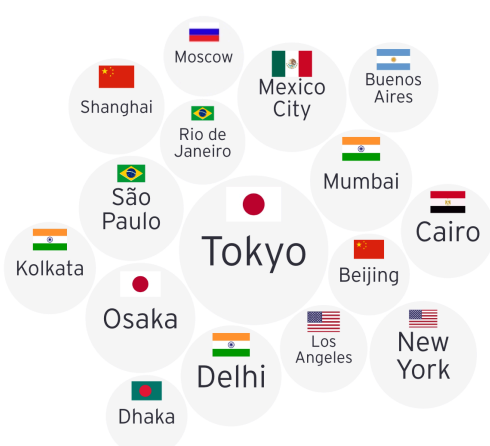 Moscow
Mexico
City
Buenos
Aires
Shanghai
Rio de
Janeiro
Mumbai
São
Paulo
Tokyo
Cairo
Kolkata
Beijing
Osaka
Los
Angeles
New
York
Delhi
Dhaka